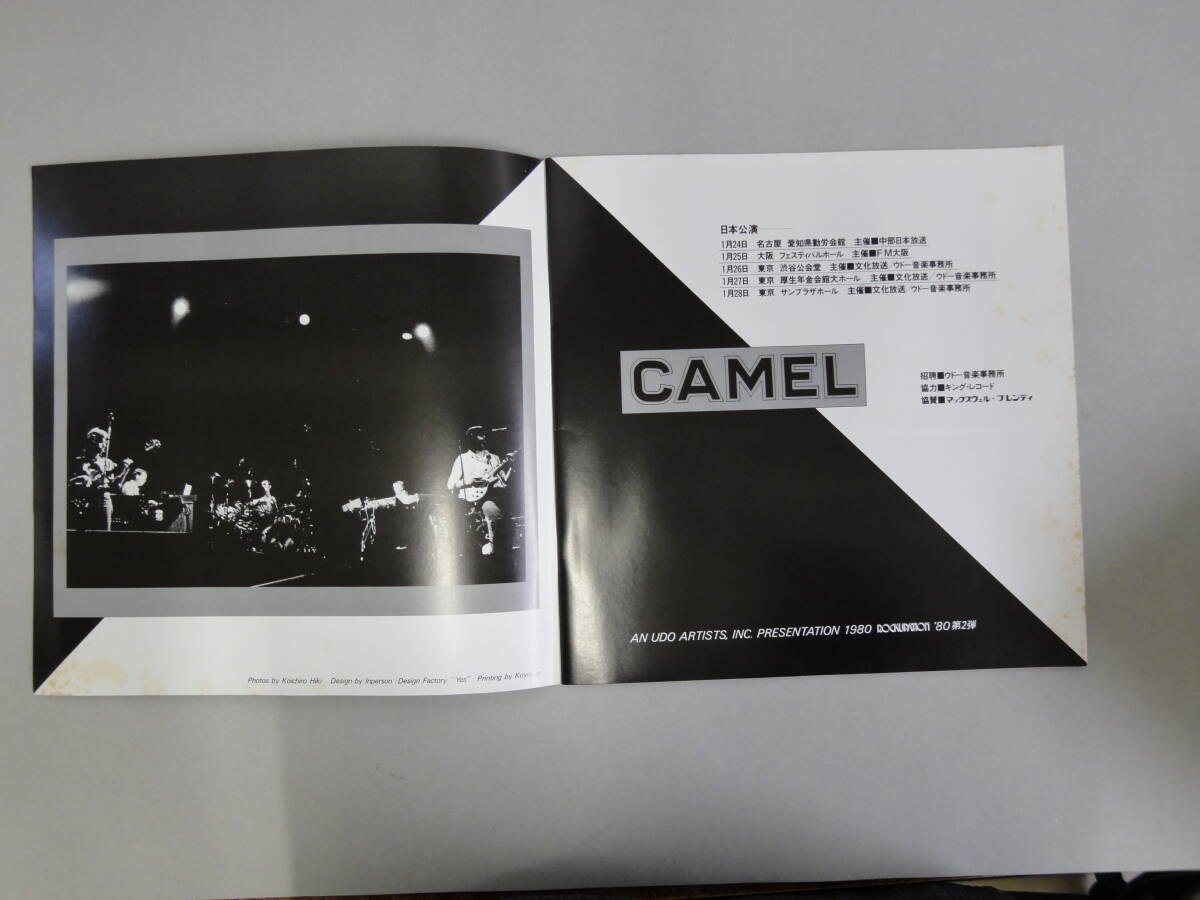 Photos by Koichiro Hiki Design by Inperson / Design Factory "Yes" Printing by
日本公演
1月24日 名古屋 愛知県勤労会館 主催■中部日本放送
1月25日 大阪 フェスティバルホール 主催■FM大阪
1月26日 東京 渋谷公会堂 主催■文化放送/ウドー音楽事務所
1月27日 東京 厚生年金会館大ホール 主催■文化放送/ウドー音楽事務所
1月28日 東京 サンプラザホール 主催■文化放送/ウドー音楽事務所
CAMEL
招聘■ウドー音楽事務所
協力■キング・レコード
協賛■マックスウェル・ブレンディ
AN UDO ARTISTS, INC. PRESENTATION 1980 ROCKUPATION '80 第2弾